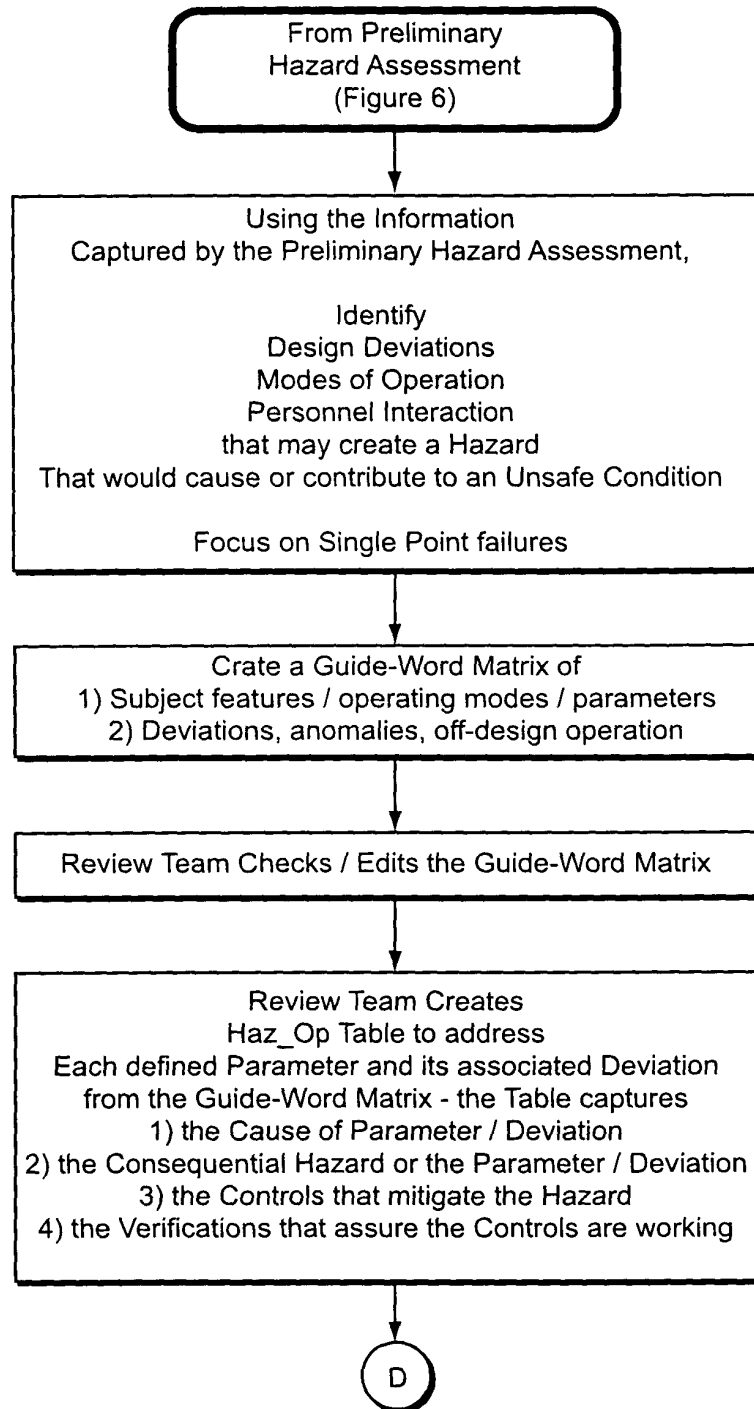 From Preliminary
Hazard Assessment
(Figure 6)
Using the Information
Captured by the Preliminary Hazard Assessment,
Identify
Design Deviations
Modes of Operation
Personnel Interaction
that may create a Hazard
That would cause or contribute to an Unsafe Condition
Focus on Single Point failures
Crate a Guide-Word Matrix of
1) Subject features / operating modes / parameters
2) Deviations, anomalies, off-design operation
Review Team Checks / Edits the Guide-Word Matrix
Review Team Creates
Haz_Op Table to address
Each defined Parameter and its associated Deviation
from the Guide-Word Matrix - the Table captures
1) the Cause of Parameter / Deviation
2) the Consequential Hazard or the Parameter / Deviation
3) the Controls that mitigate the Hazard
4) the Verifications that assure the Controls are working
D